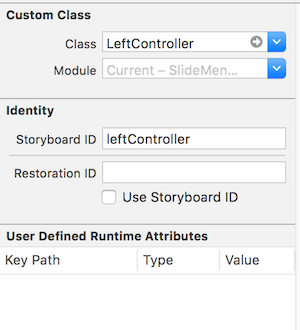 Custom Class
Class LeftController
Module Current – SlideMen...
Identity
Storyboard ID leftController
Restoration ID
Use Storyboard ID
User Defined Runtime Attributes
Key Path Type Value